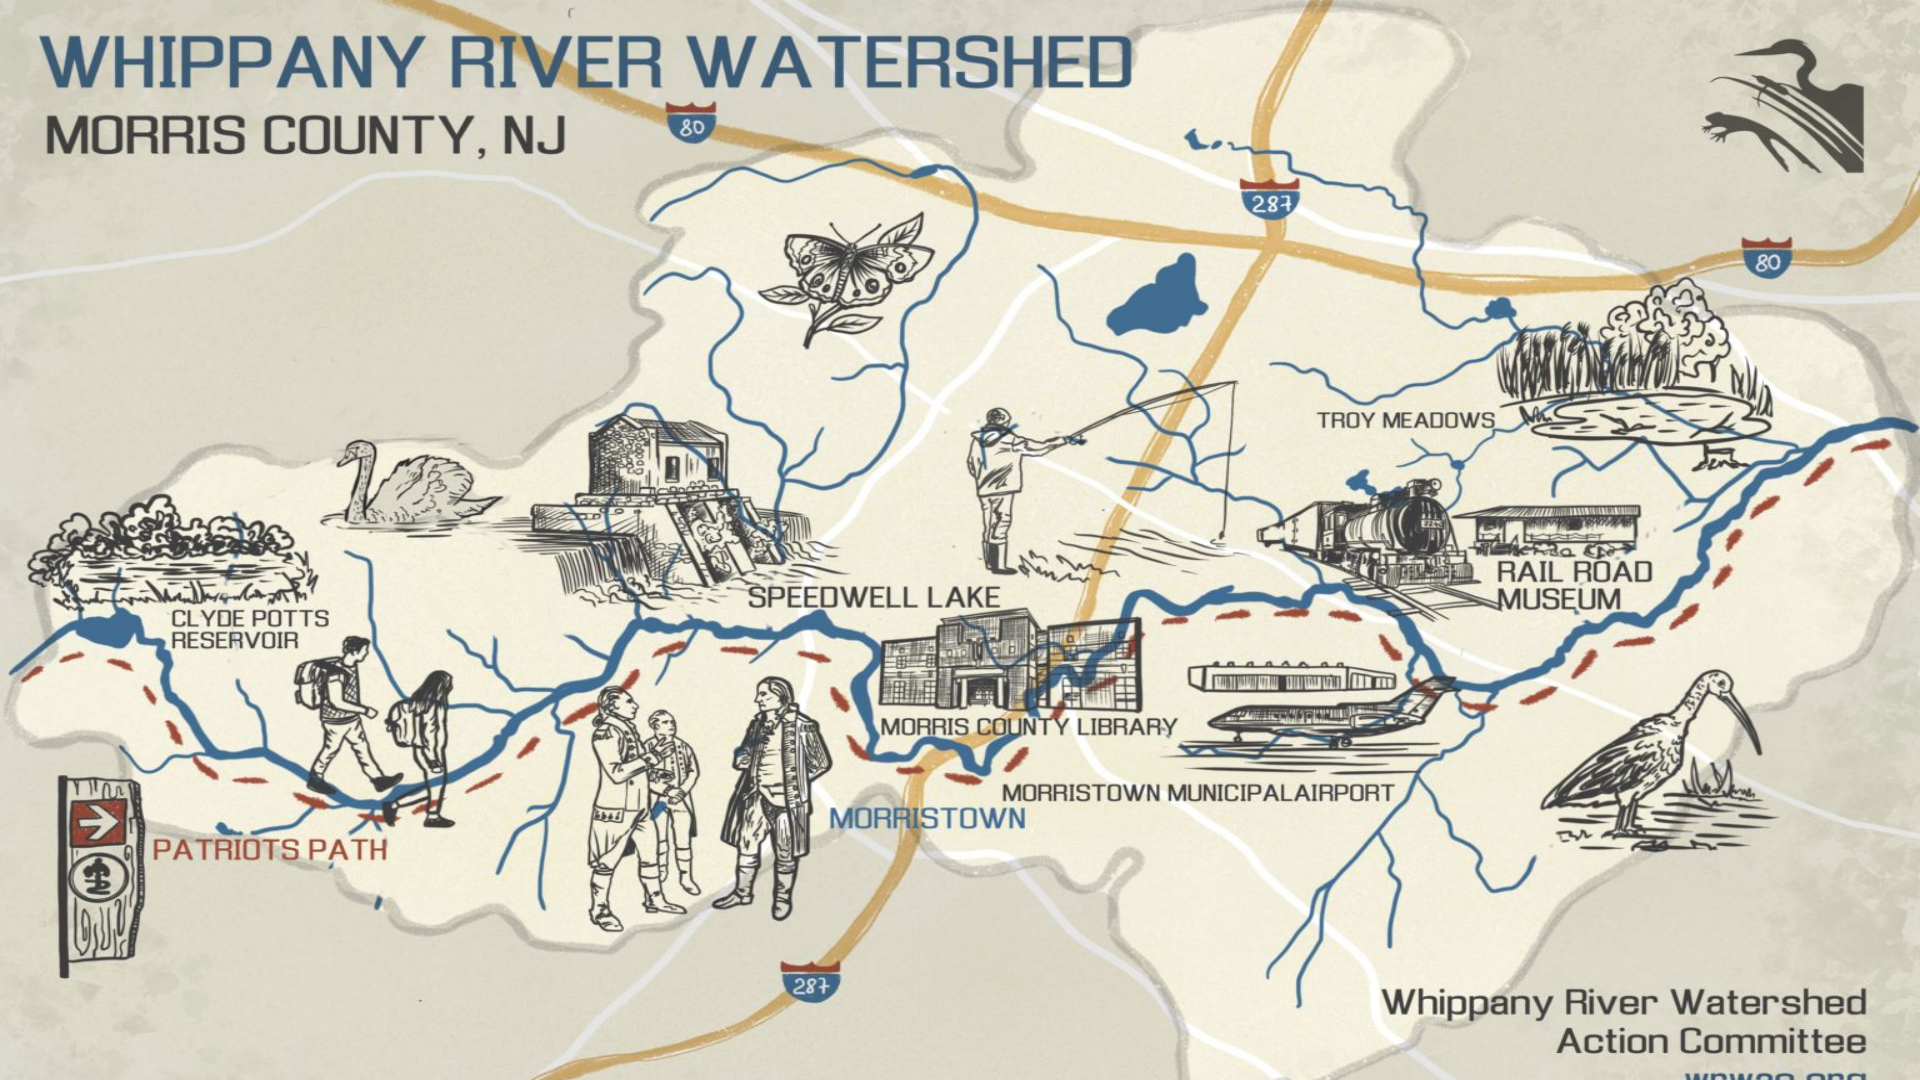 WHIPPANY RIVER WATERSHED
MORRIS COUNTY, NJ
80
287
80
TROY MEADOWS
RAIL ROAD
MUSEUM
SPEEDWELL LAKE
CLYDE POTTS
RESERVOIR
MORRIS COUNTY LIBRARY
MORRISTOWN MUNICIPALAIRPORT
MORRISTOWN
PATRIOTS PATH
287
Whippany River Watershed
Action Committee